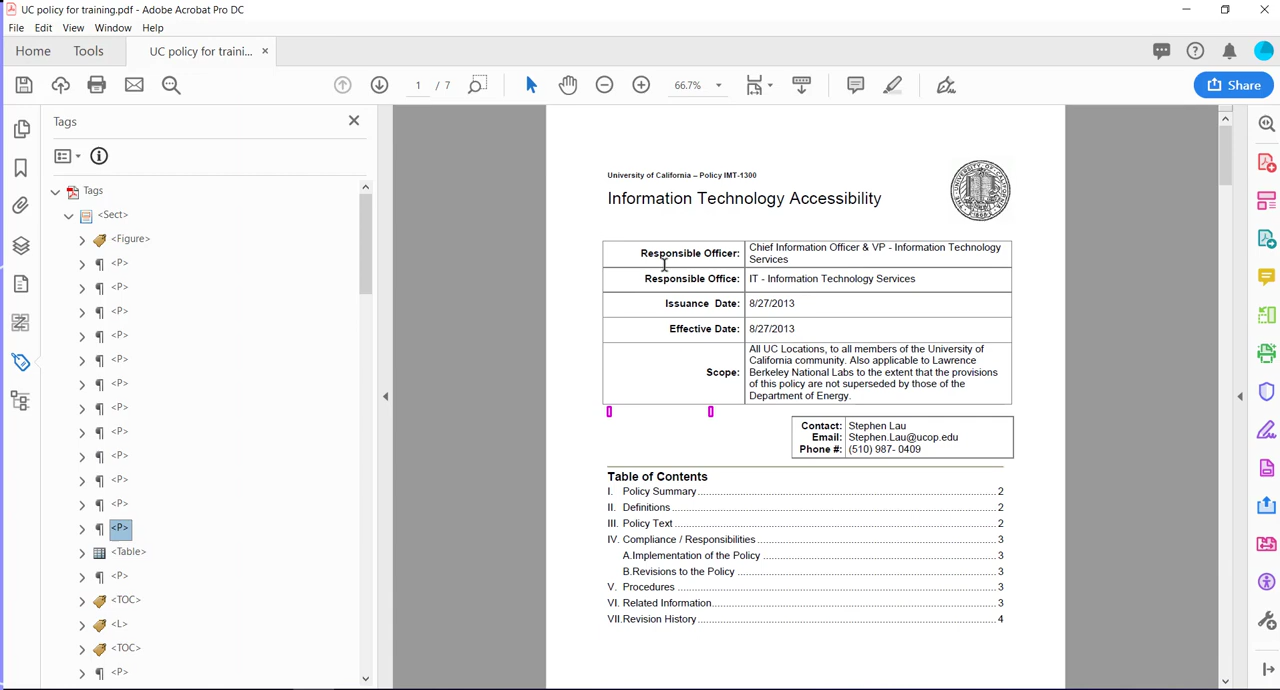 UC policy for training.pdf - Adobe Acrobat Pro DC
File Edit View Window Help
Home Tools UC policy for traini... ×
1 / 7 66.7% Share
Tags
Tags
<Sect>
<Figure>
<P>
<P>
<P>
<P>
<P>
<P>
<P>
<P>
<P>
<P>
<P>
<P>
<Table>
<P>
<TOC>
<L>
<TOC>
<P>
University of California – Policy IMT-1300
Information Technology Accessibility
Responsible Officer: Chief Information Officer & VP - Information Technology
Services
Responsible Office: IT - Information Technology Services
Issuance Date: 8/27/2013
Effective Date: 8/27/2013
Scope: All UC Locations, to all members of the University of
California community. Also applicable to Lawrence
Berkeley National Labs to the extent that the provisions
of this policy are not superseded by those of the
Department of Energy.
Contact: Stephen Lau
Email: Stephen.Lau@ucop.edu
Phone #: (510) 987- 0409
Table of Contents
I. Policy Summary 2
II. Definitions 2
III. Policy Text 2
IV. Compliance / Responsibilities 3
A.Implementation of the Policy 3
B.Revisions to the Policy 3
V. Procedures 3
VI. Related Information 3
VII.Revision History 4